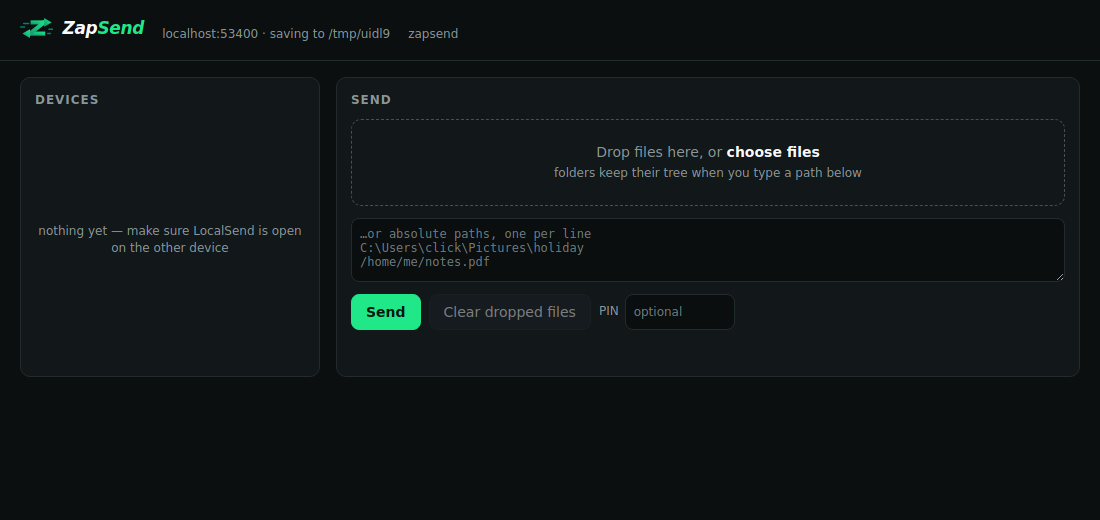 ZapSend
localhost:53400 · saving to /tmp/uidl9 zapsend
DEVICES
nothing yet — make sure LocalSend is open
on the other device
SEND
Drop files here, or choose files
folders keep their tree when you type a path below
…or absolute paths, one per line
C:\Users\click\Pictures\holiday
/home/me/notes.pdf
Send
Clear dropped files
PIN
optional